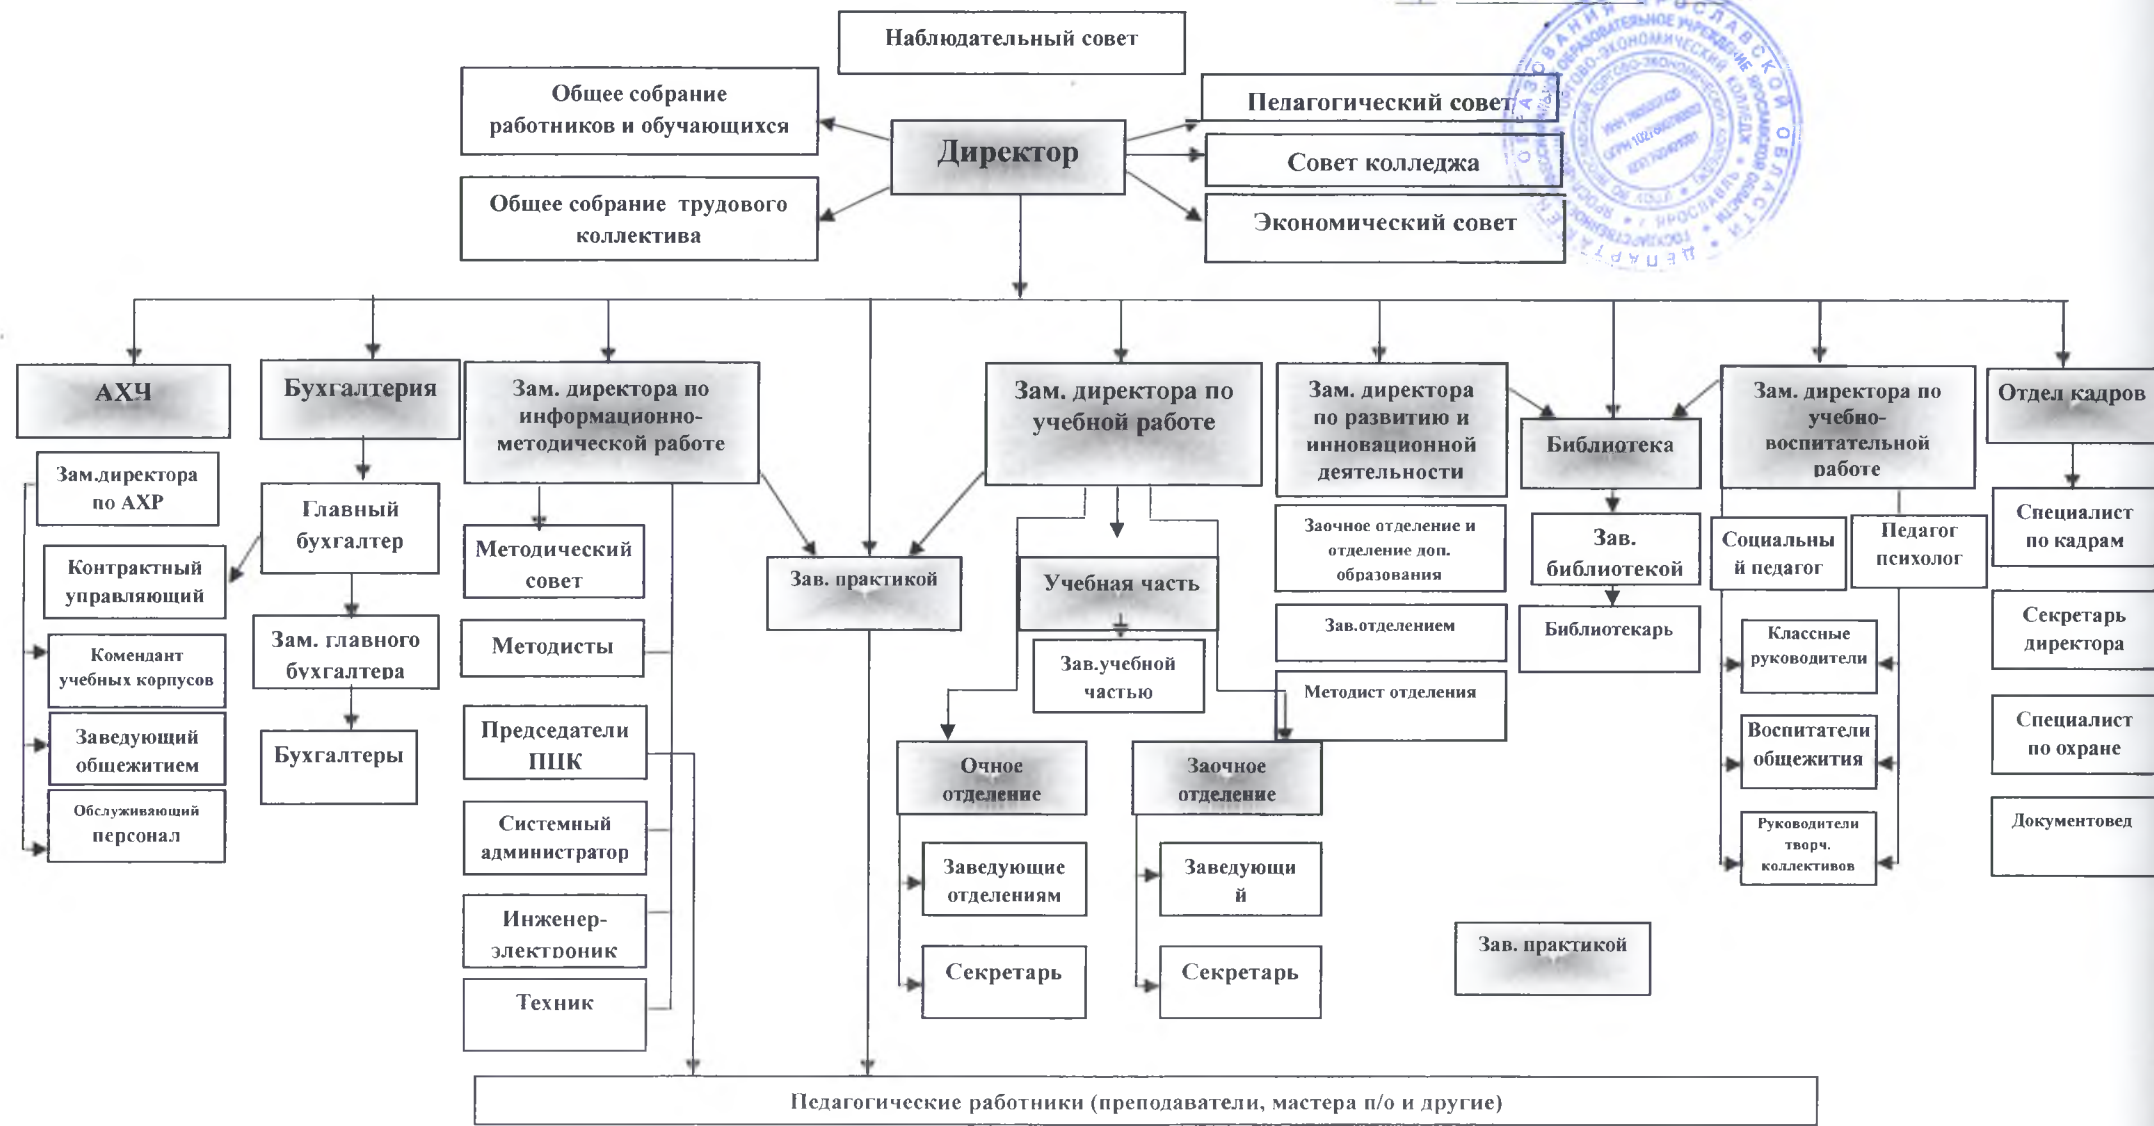 Наблюдательный совет
Общее собрание
работников и обучающихся
Общее собрание трудового
коллектива
Директор
Педагогический совет
Совет колледжа
Экономический совет
АХЧ
Зам.директора
по АХР
Контрактный
управляющий
Комендант
учебных корпусов
Заведующий
общежитием
Обслуживающий
персонал
Бухгалтерия
Главный
бухгалтер
Зам. главного
бухгалтера
Бухгалтеры
Зам. директора по
информационно-
методической работе
Методический
совет
Методисты
Председатели
ПЦК
Системный
администратор
Инженер-
электроник
Техник
Зав. практикой
Зам. директора по
учебной работе
Учебная часть
Зав.учебной
частью
Очное
отделение
Заведующие
отделениям
Секретарь
Заочное
отделение
Заведующи
й
Секретарь
Зам. директора
по развитию и
инновационной
деятельности
Заочное отделение и
отделение доп.
образования
Зав.отделением
Методист отделения
Библиотека
Зав.
библиотекой
Библиотекарь
Зам. директора по
учебно-
воспитательной
работе
Социальны
й педагог
Педагог
психолог
Классные
руководители
Воспитатели
общежития
Руководители
творч.
коллективов
Отдел кадров
Специалист
по кадрам
Секретарь
директора
Специалист
по охране
Документовед
Зав. практикой
Педагогические работники (преподаватели, мастера п/о и другие)